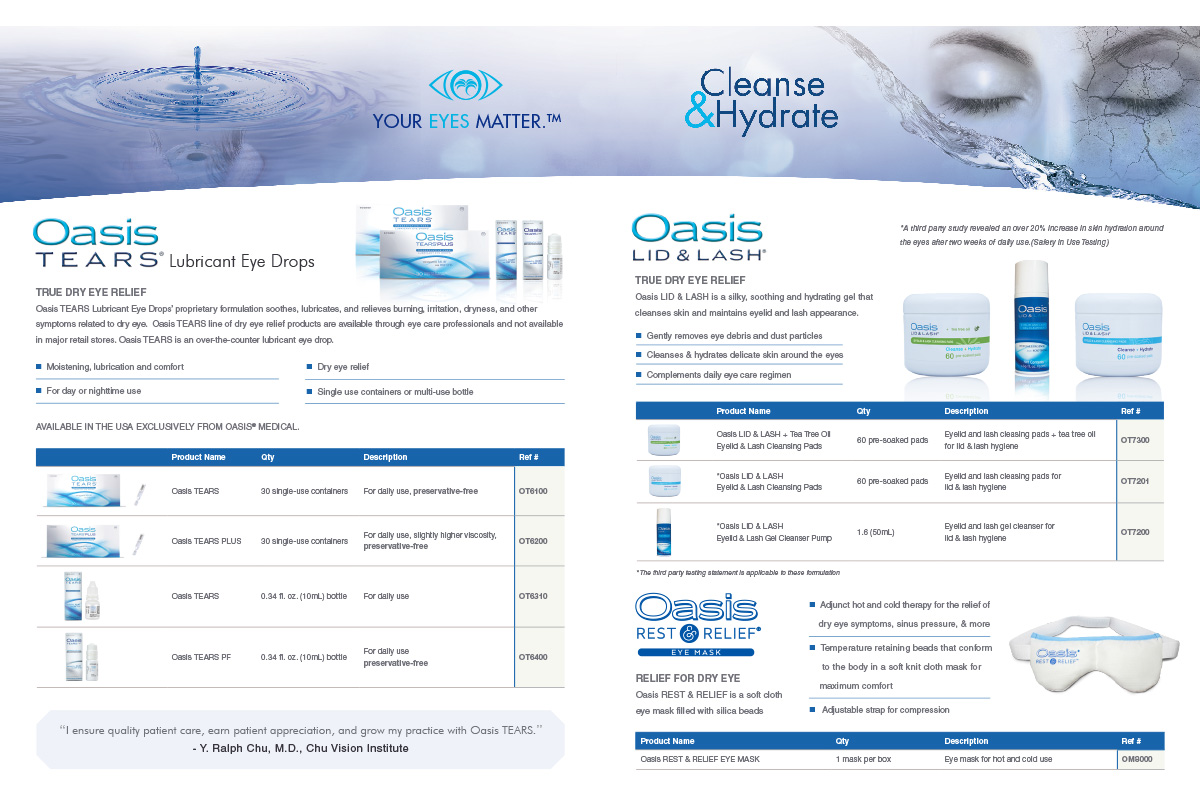 YOUR EYES MATTER.™
Cleanse
&Hydrate
Oasis
TEARS® Lubricant Eye Drops
TRUE DRY EYE RELIEF
Oasis TEARS Lubricant Eye Drops' proprietary formulation soothes, lubricates, and relieves burning, irritation, dryness, and other
symptoms related to dry eye. Oasis TEARS line of dry eye relief products are available through eye care professionals and not available
in major retail stores. Oasis TEARS is an over-the-counter lubricant eye drop.
Moistening, lubrication and comfort
Dry eye relief
For day or nighttime use
Single use containers or multi-use bottle
AVAILABLE IN THE USA EXCLUSIVELY FROM OASIS® MEDICAL.
Product Name Qty Description Ref #
Oasis TEARS 30 single-use containers For daily use, preservative-free OT6100
Oasis TEARS PLUS 30 single-use containers For daily use, slightly higher viscosity,
preservative-free OT6200
Oasis TEARS 0.34 fl. oz. (10mL) bottle For daily use OT6310
Oasis TEARS PF 0.34 fl. oz. (10mL) bottle For daily use
preservative-free OT6400
“I ensure quality patient care, earn patient appreciation, and grow my practice with Oasis TEARS.”
- Y. Ralph Chu, M.D., Chu Vision Institute
Oasis
LID & LASH®
*A third party study revealed an over 20% increase in skin hydration around
the eyes after two weeks of daily use.(Safety In Use Testing)
TRUE DRY EYE RELIEF
Oasis LID & LASH is a silky, soothing and hydrating gel that
cleanses skin and maintains eyelid and lash appearance.
Gently removes eye debris and dust particles
Cleanses & hydrates delicate skin around the eyes
Complements daily eye care regimen
Product Name Qty Description Ref #
Oasis LID & LASH + Tea Tree Oil
Eyelid & Lash Cleansing Pads 60 pre-soaked pads Eyelid and lash cleasing pads + tea tree oil
for lid & lash hygiene OT7300
*Oasis LID & LASH
Eyelid & Lash Cleansing Pads 60 pre-soaked pads Eyelid and lash cleasing pads for
lid & lash hygiene OT7201
*Oasis LID & LASH
Eyelid & Lash Gel Cleanser Pump 1.6 (50mL) Eyelid and lash gel cleanser for
lid & lash hygiene OT7200
*The third party testing statement is applicable to these formulation
Oasis
REST & RELIEF®
EYE MASK
RELIEF FOR DRY EYE
Oasis REST & RELIEF is a soft cloth
eye mask filled with silica beads
Adjunct hot and cold therapy for the relief of
dry eye symptoms, sinus pressure, & more
Temperature retaining beads that conform
to the body in a soft knit cloth mask for
maximum comfort
Adjustable strap for compression
Oasis
REST & RELIEF
Product Name Qty Description Ref #
Oasis REST & RELIEF EYE MASK 1 mask per box Eye mask for hot and cold use OM9000